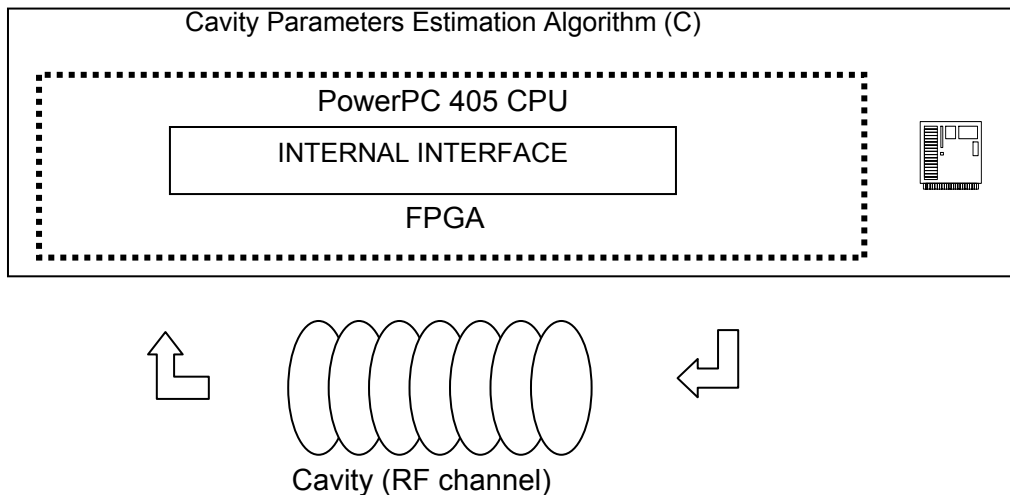 Cavity Parameters Estimation Algorithm (C)
PowerPC 405 CPU
INTERNAL INTERFACE
FPGA
Cavity (RF channel)